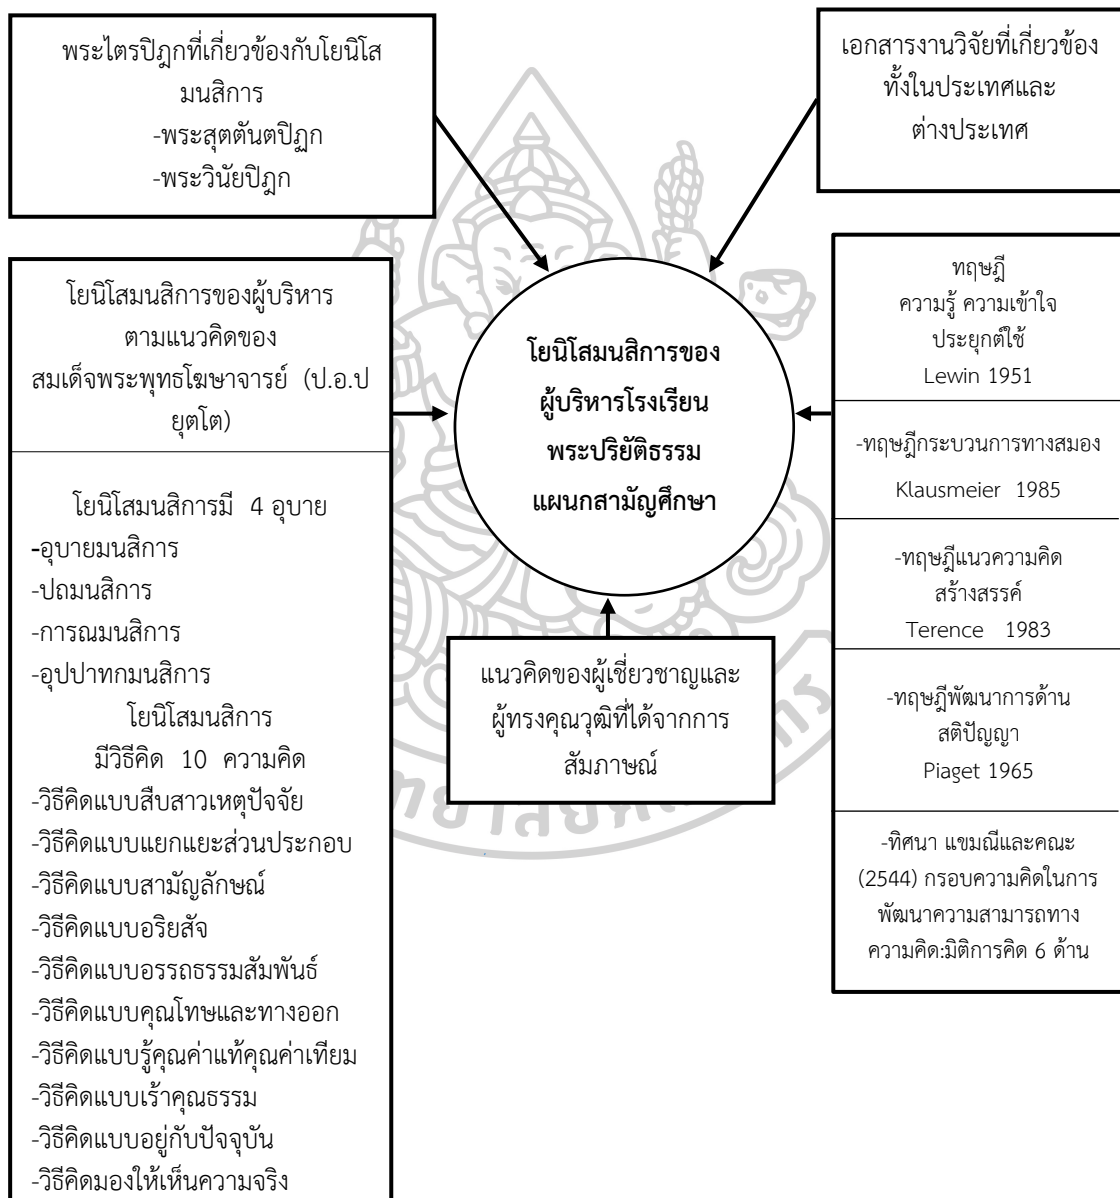 พระไตรปิฎกที่เกี่ยวข้องกับโยนิโส
มนสิการ
-พระสุตตันตปิฏก
-พระวินัยปิฎก
เอกสารงานวิจัยที่เกี่ยวข้อง
ทั้งในประเทศและ
ต่างประเทศ
โยนิโสมนสิการของผู้บริหาร
ตามแนวคิดของ
สมเด็จพระพุทธโฆษาจารย์ (ป.อ.ป
ยุตโต)
โยนิโสมนสิการมี 4 อุบาย
-อุบายมนสิการ
-ปถมนสิการ
-การณมนสิการ
-อุปปาทกมนสิการ
โยนิโสมนสิการ
มีวิธีคิด 10 ความคิด
-วิธีคิดแบบสืบสาวเหตุปัจจัย
-วิธีคิดแบบแยกแยะส่วนประกอบ
-วิธีคิดแบบสามัญลักษณ์
-วิธีคิดแบบอริยสัจ
-วิธีคิดแบบอรรถธรรมสัมพันธ์
-วิธีคิดแบบคุณโทษและทางออก
-วิธีคิดแบบรู้คุณค่าแท้คุณค่าเทียม
-วิธีคิดแบบเร้าคุณธรรม
-วิธีคิดแบบอยู่กับปัจจุบัน
-วิธีคิดมองให้เห็นความจริง
โยนิโสมนสิการของ
ผู้บริหารโรงเรียน
พระปริยัติธรรม
แผนกสามัญศึกษา
แนวคิดของผู้เชี่ยวชาญและ
ผู้ทรงคุณวุฒิที่ได้จากการ
สัมภาษณ์
ทฤษฎี
ความรู้ ความเข้าใจ
ประยุกต์ใช้
Lewin 1951
-ทฤษฎีกระบวนการทางสมอง
Klausmeier 1985
-ทฤษฎีแนวความคิด
สร้างสรรค์
Terence 1983
-ทฤษฎีพัฒนาการด้าน
สติปัญญา
Piaget 1965
-ทิศนา แขมณีและคณะ
(2544) กรอบความคิดในการ
พัฒนาความสามารถทาง
ความคิด:มิติการคิด 6 ด้าน